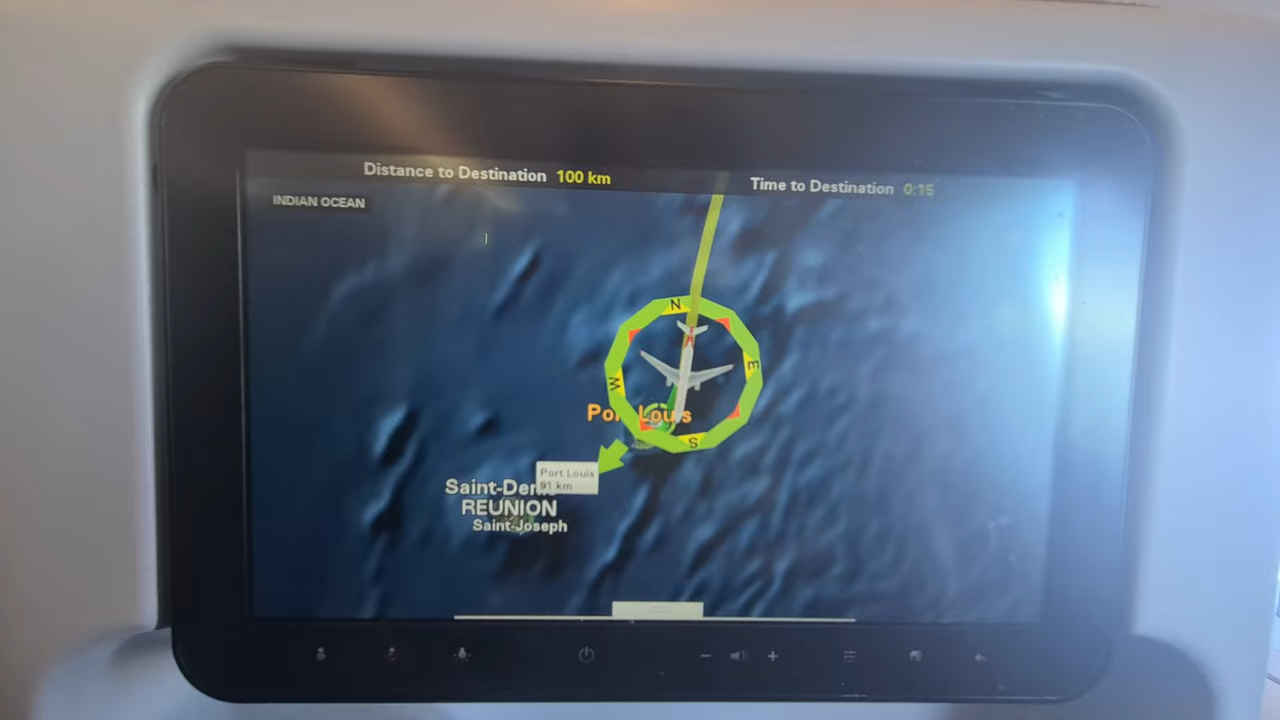 Distance to Destination 100 km
Time to Destination 0:15
INDIAN OCEAN
N
E
W
S
Port Louis
Port Louis
91 km
Saint-Denis
REUNION
Saint-Joseph